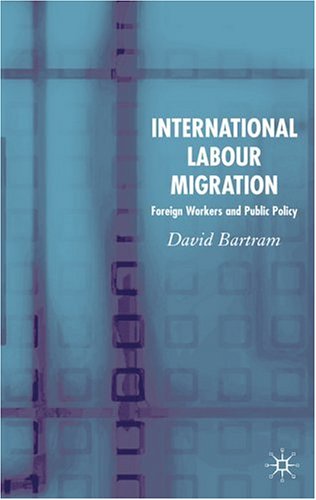 INTERNATIONAL
LABOUR
MIGRATION
Foreign Workers and Public Policy
David Bartram